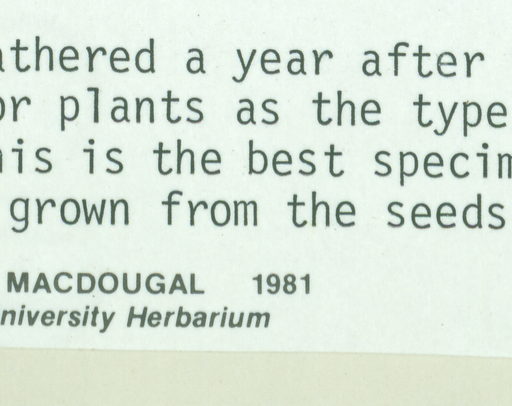 athered a year after
or plants as the type
his is the best specim
grown from the seeds
MACDOUGAL 1981
niversity Herbarium